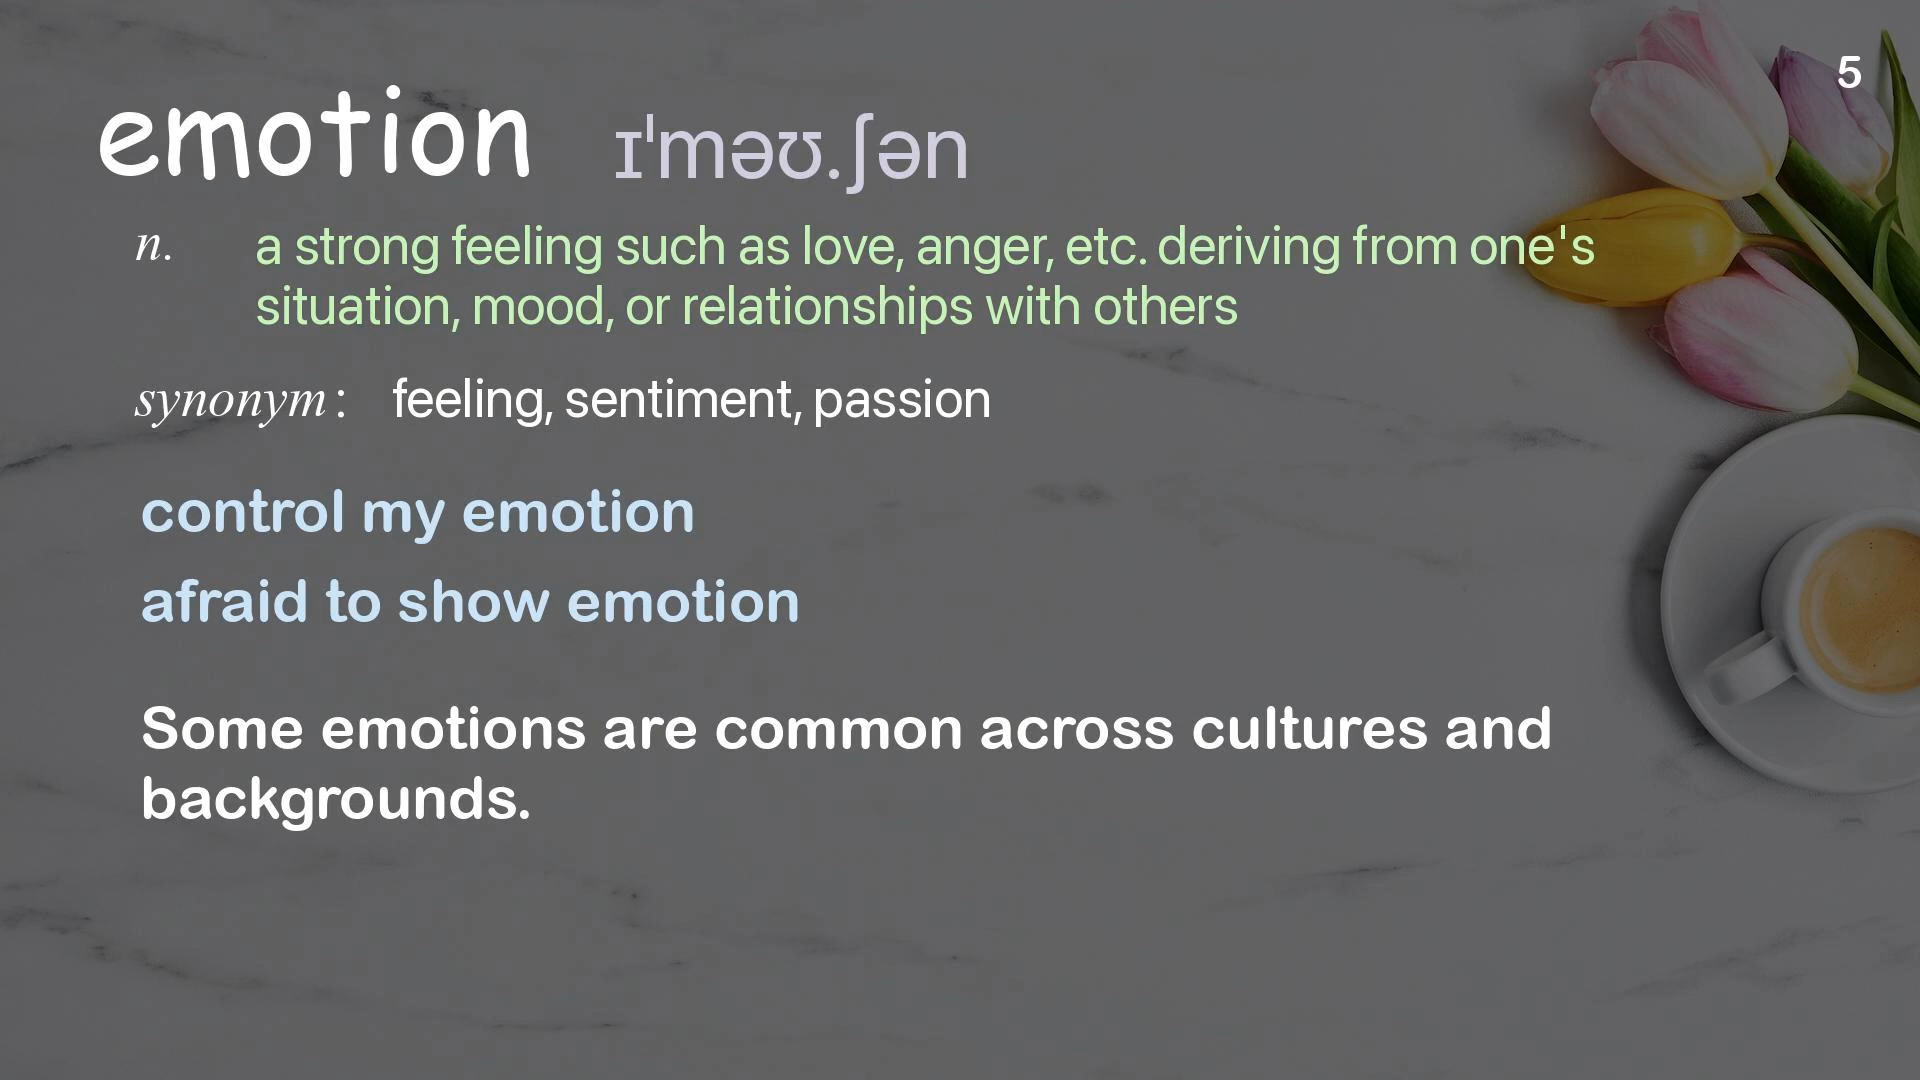 5
emotion ɪˈməʊ.ʃən
n. a strong feeling such as love, anger, etc. deriving from one's
situation, mood, or relationships with others
synonym: feeling, sentiment, passion
control my emotion
afraid to show emotion
Some emotions are common across cultures and
backgrounds.